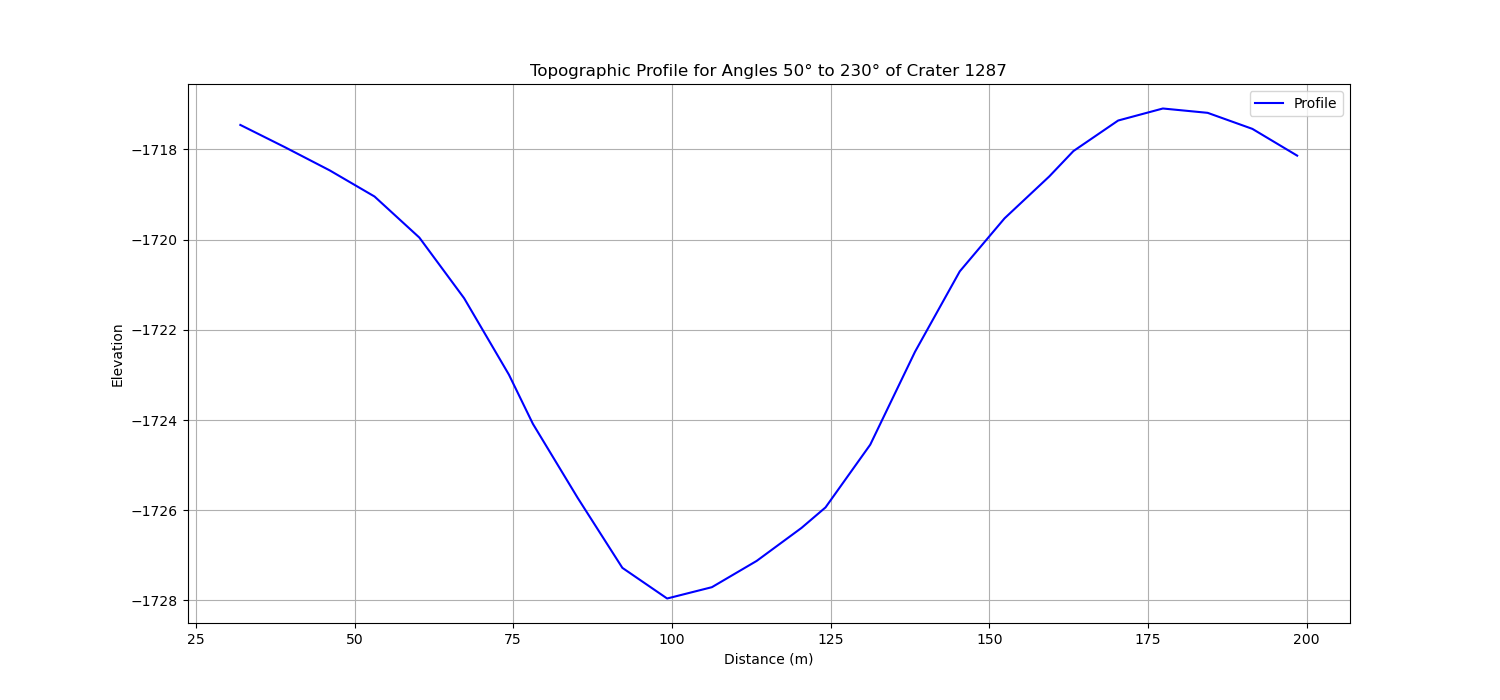 Topographic Profile for Angles 50° to 230° of Crater 1287
Profile
−1718
−1720
−1722
−1724
−1726
−1728
Elevation
25 50 75 100 125 150 175 200
Distance (m)